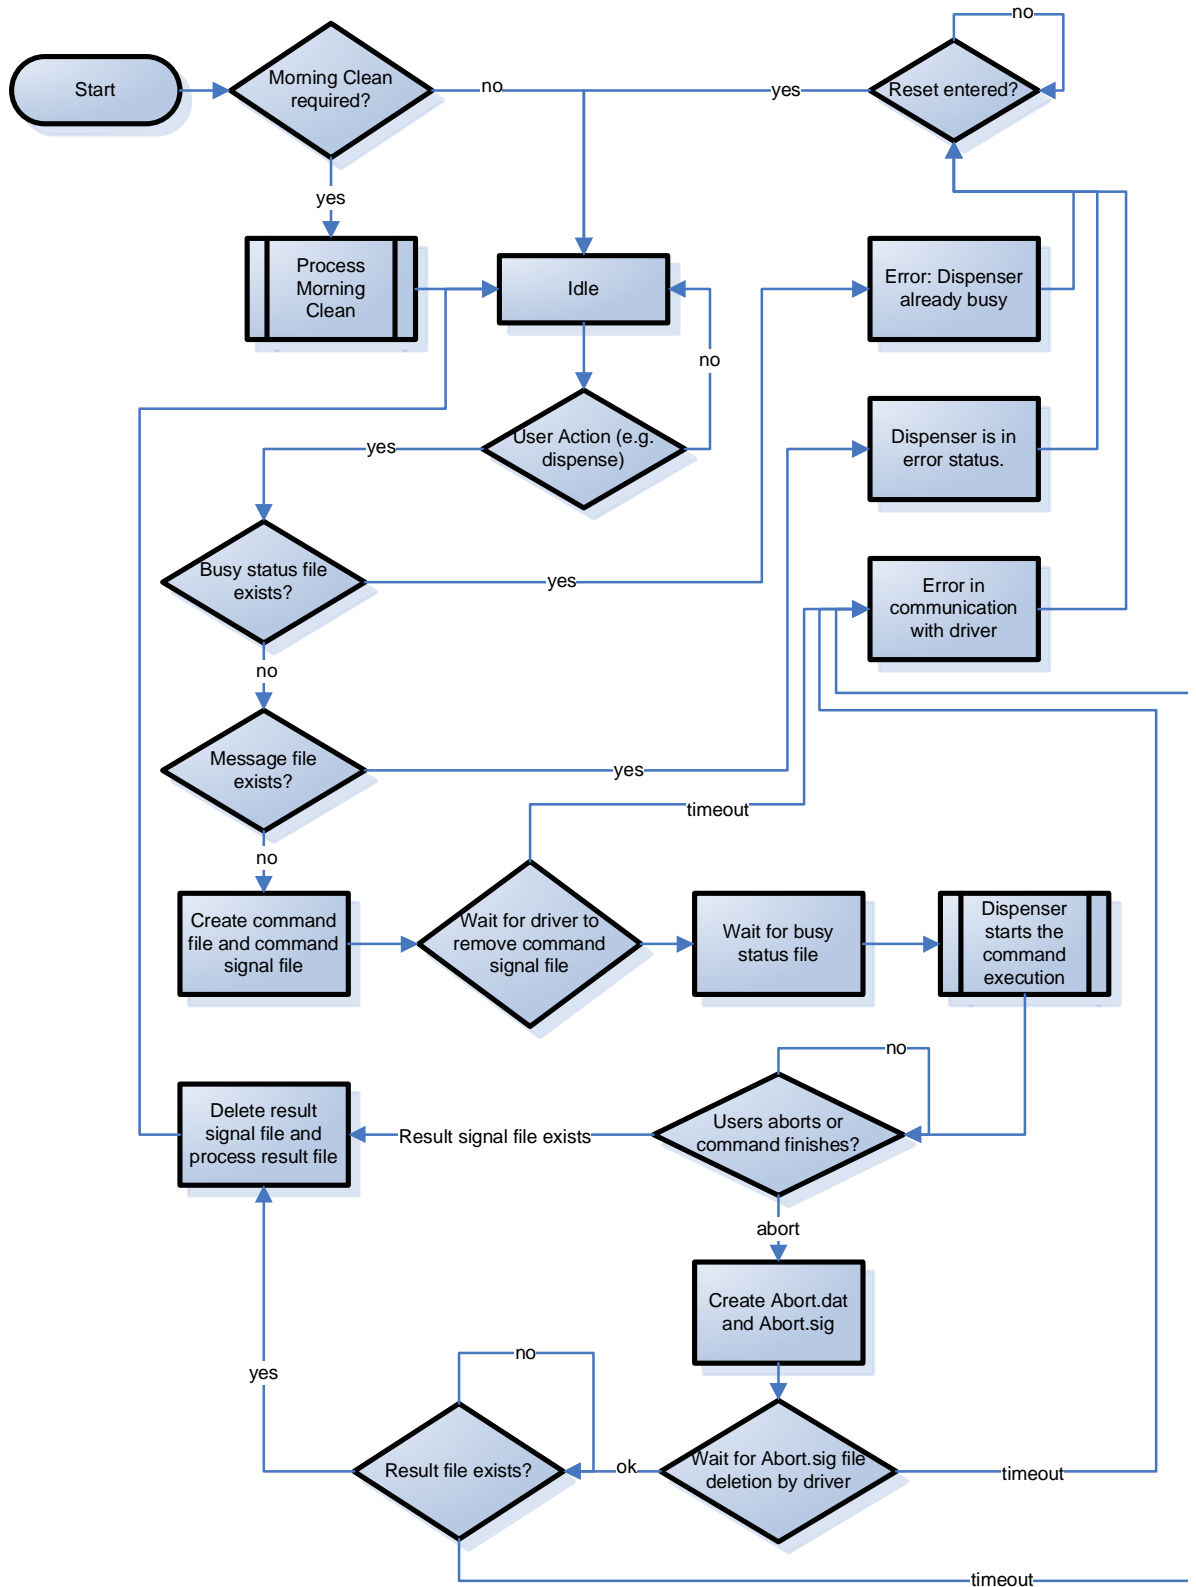 no
Start
Morning Clean
required?
no
yes
Reset entered?
yes
Process
Morning
Clean
Idle
Error: Dispenser
already busy
no
User Action (e.g.
dispense)
yes
Dispenser is in
error status.
Busy status file
exists?
yes
Error in
communication
with driver
no
Message file
exists?
yes
timeout
no
Create command
file and command
signal file
Wait for driver to
remove command
signal file
Wait for busy
status file
Dispenser
starts the
command
execution
no
Delete result
signal file and
process result file
Result signal file exists
Users aborts or
command finishes?
abort
Create Abort.dat
and Abort.sig
no
yes
Result file exists?
ok
Wait for Abort.sig file
deletion by driver
timeout
timeout